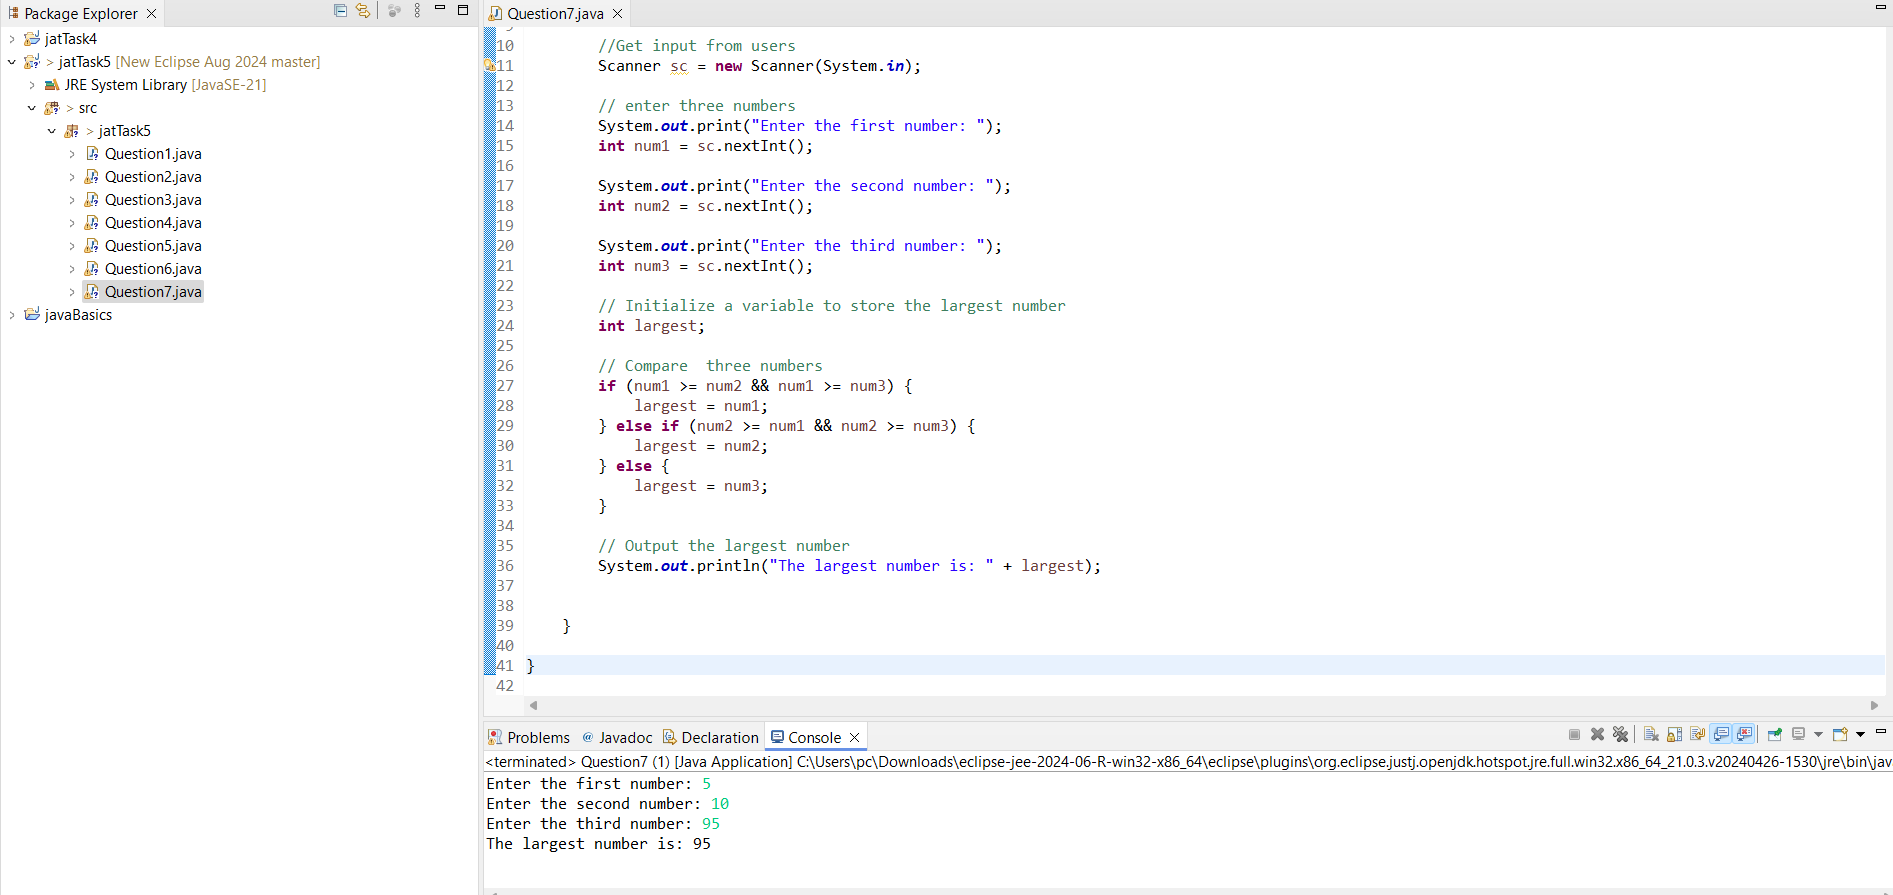 Package Explorer
jatTask4
> jatTask5 [New Eclipse Aug 2024 master]
JRE System Library [JavaSE-21]
> src
> jatTask5
Question1.java
Question2.java
Question3.java
Question4.java
Question5.java
Question6.java
Question7.java
javaBasics
Question7.java
10 //Get input from users
11 Scanner sc = new Scanner(System.in);
12
13 // enter three numbers
14 System.out.print("Enter the first number: ");
15 int num1 = sc.nextInt();
16
17 System.out.print("Enter the second number: ");
18 int num2 = sc.nextInt();
19
20 System.out.print("Enter the third number: ");
21 int num3 = sc.nextInt();
22
23 // Initialize a variable to store the largest number
24 int largest;
25
26 // Compare  three numbers
27 if (num1 >= num2 && num1 >= num3) {
28 largest = num1;
29 } else if (num2 >= num1 && num2 >= num3) {
30 largest = num2;
31 } else {
32 largest = num3;
33 }
34
35 // Output the largest number
36 System.out.println("The largest number is: " + largest);
37
38
39 }
40
41 }
42
Problems @ Javadoc Declaration Console
<terminated> Question7 (1) [Java Application] C:\Users\pc\Downloads\eclipse-jee-2024-06-R-win32-x86_64\eclipse\plugins\org.eclipse.justj.openjdk.hotspot.jre.full.win32.x86_64_21.0.3.v20240426-1530\jre\bin\jav
Enter the first number: 5
Enter the second number: 10
Enter the third number: 95
The largest number is: 95